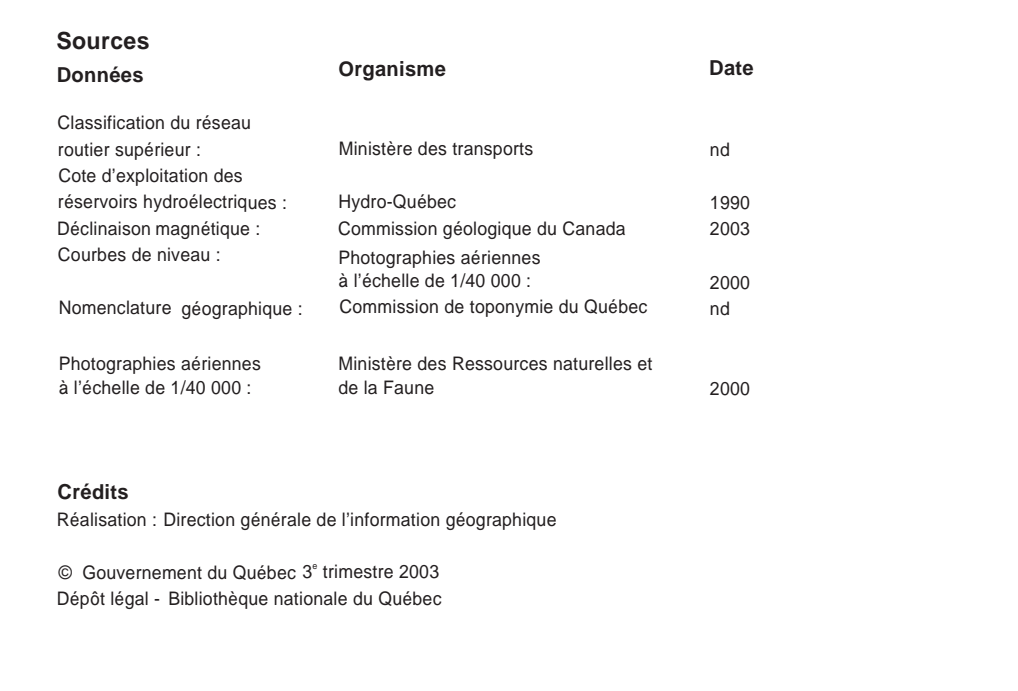 Sources
Données Organisme Date
Classification du réseau
routier supérieur : Ministère des transports nd
Cote d’exploitation des
réservoirs hydroélectriques : Hydro-Québec 1990
Déclinaison magnétique : Commission géologique du Canada 2003
Courbes de niveau : Photographies aériennes
à l’échelle de 1/40 000 : 2000
Nomenclature géographique : Commission de toponymie du Québec nd
Photographies aériennes Ministère des Ressources naturelles et
à l’échelle de 1/40 000 : de la Faune 2000
Crédits
Réalisation : Direction générale de l’information géographique
© Gouvernement du Québec 3e trimestre 2003
Dépôt légal - Bibliothèque nationale du Québec